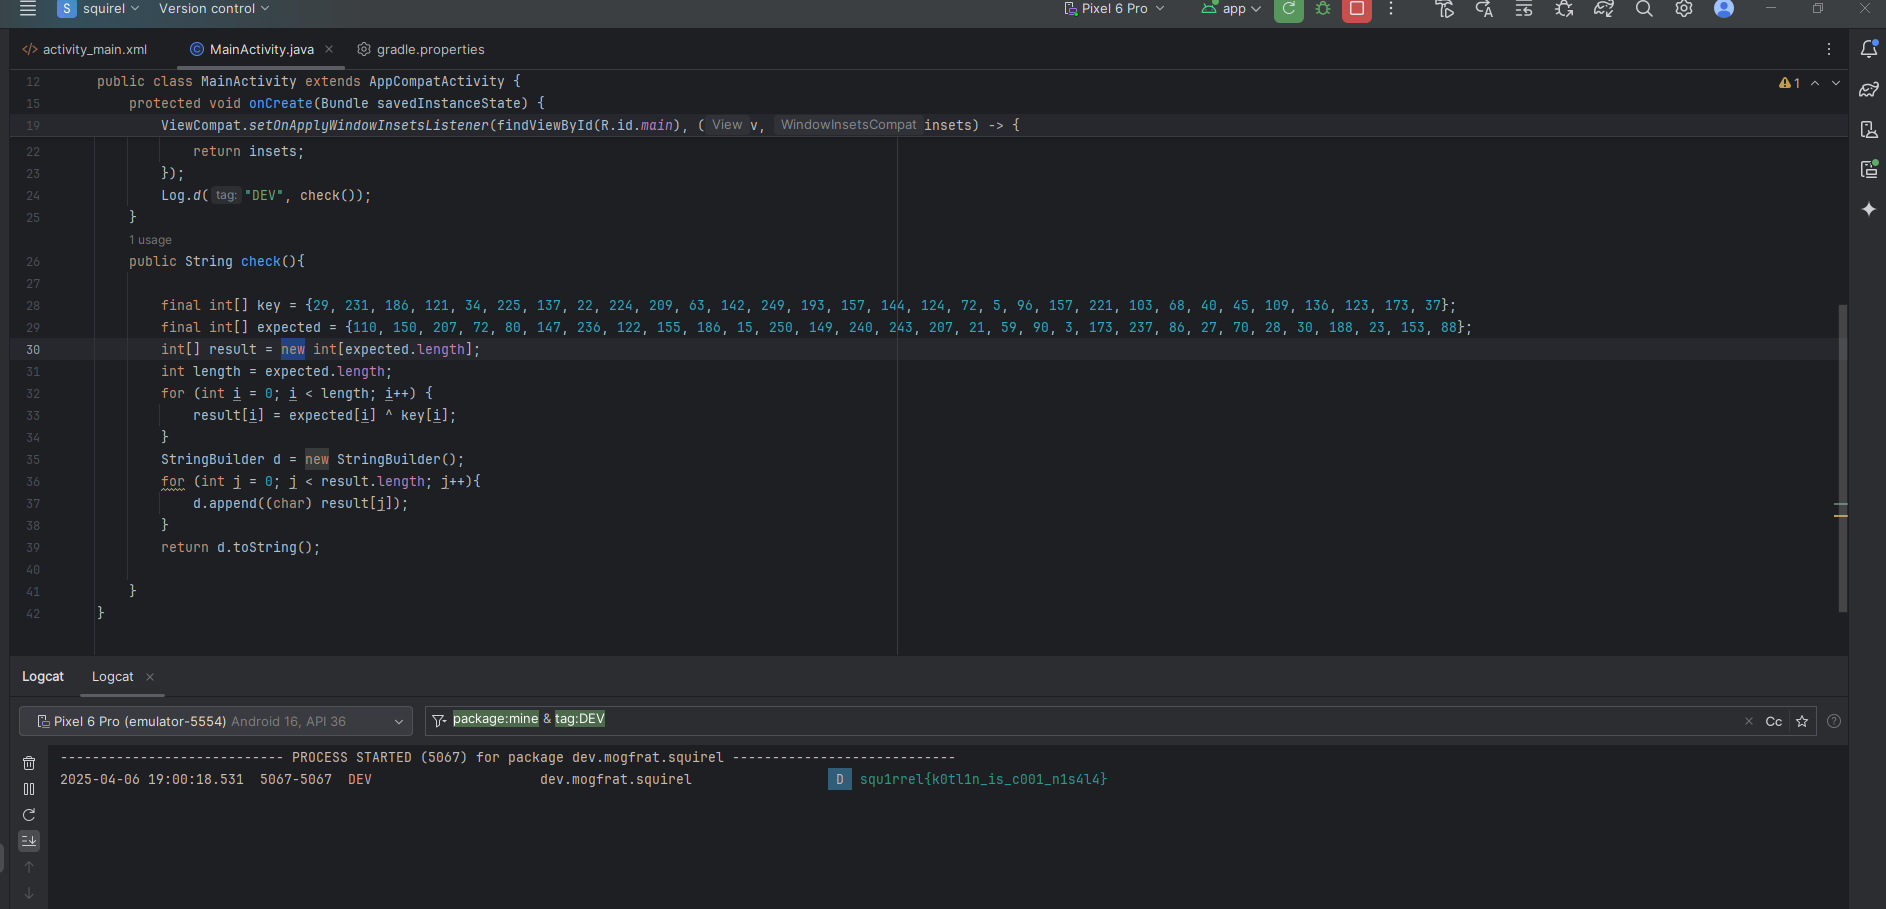 S squirel Version control Pixel 6 Pro app
activity_main.xml MainActivity.java gradle.properties
12 public class MainActivity extends AppCompatActivity { 1
15 protected void onCreate(Bundle savedInstanceState) {
19 ViewCompat.setOnApplyWindowInsetsListener(findViewById(R.id.main), ( View v, WindowInsetsCompat insets) -> {
22 return insets;
23 });
24 Log.d( tag: "DEV", check());
25 }
1 usage
26 public String check(){
27
28 final int[] key = {29, 231, 186, 121, 34, 225, 137, 22, 224, 209, 63, 142, 249, 193, 157, 144, 124, 72, 5, 96, 157, 221, 103, 68, 40, 45, 109, 136, 123, 173, 37};
29 final int[] expected = {110, 150, 207, 72, 80, 147, 236, 122, 155, 186, 15, 250, 149, 240, 243, 207, 21, 59, 90, 3, 173, 237, 86, 27, 70, 28, 30, 188, 23, 153, 88};
30 int[] result = new int[expected.length];
31 int length = expected.length;
32 for (int i = 0; i < length; i++) {
33 result[i] = expected[i] ^ key[i];
34 }
35 StringBuilder d = new StringBuilder();
36 for (int j = 0; j < result.length; j++){
37 d.append((char) result[j]);
38 }
39 return d.toString();
40
41 }
42 }
Logcat Logcat
Pixel 6 Pro (emulator-5554) Android 16, API 36 package:mine & tag:DEV Cc
---------------------------- PROCESS STARTED (5067) for package dev.mogfrat.squirel ----------------------------
2025-04-06 19:00:18.531 5067-5067 DEV dev.mogfrat.squirel D squ1rrel{k0tl1n_is_c001_n1s4l4}